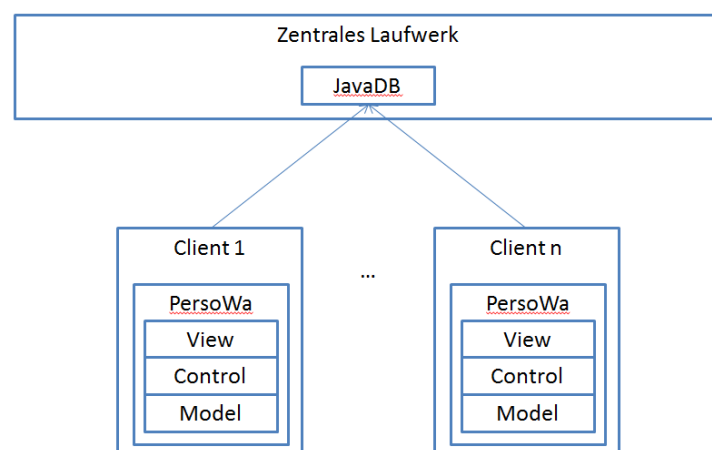 Zentrales Laufwerk
JavaDB
Client 1
...
Client n
PersoWa
PersoWa
View
View
Control
Control
Model
Model